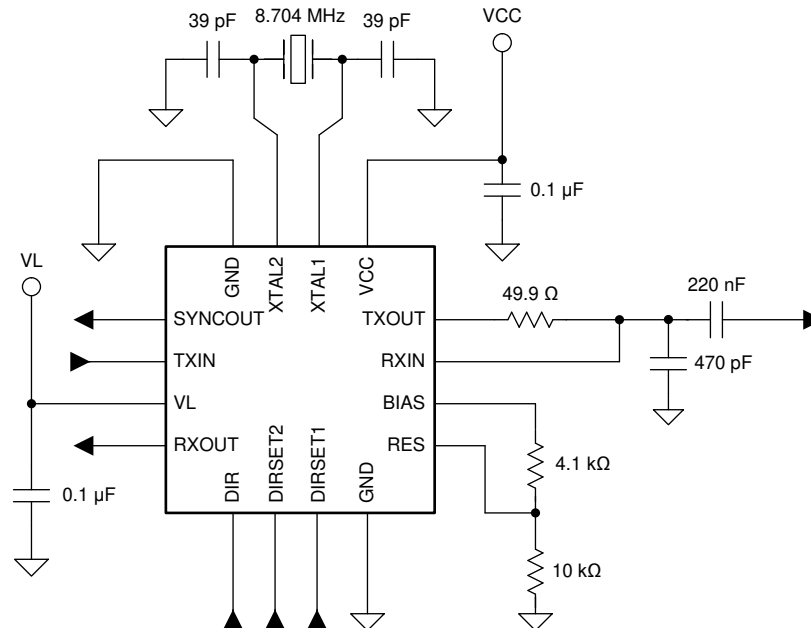 39 pF
8.704 MHz
39 pF
VCC
0.1 µF
VL
GND
XTAL2
XTAL1
VCC
SYNCOUT
TXOUT
49.9 Ω
220 nF
TXIN
RXIN
470 pF
VL
BIAS
RXOUT
RES
4.1 kΩ
0.1 µF
DIR
DIRSET2
DIRSET1
GND
10 kΩ